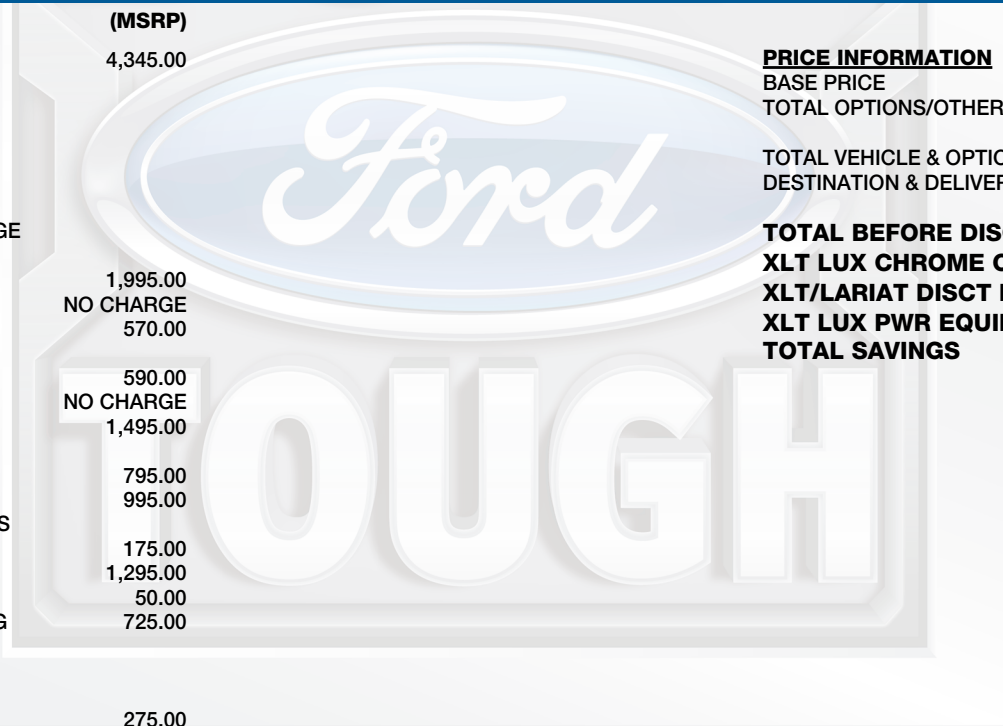 (MSRP)
4,345.00
GE
1,995.00
NO CHARGE
570.00
590.00
NO CHARGE
1,495.00
795.00
995.00
S
175.00
1,295.00
50.00
G 725.00
275.00
Ford
TOUGH
PRICE INFORMATION
BASE PRICE
TOTAL OPTIONS/OTHER
TOTAL VEHICLE & OPTIO
DESTINATION & DELIVER
TOTAL BEFORE DISC
XLT LUX CHROME
XLT/LARIAT DISCT
XLT LUX PWR EQUI
TOTAL SAVINGS